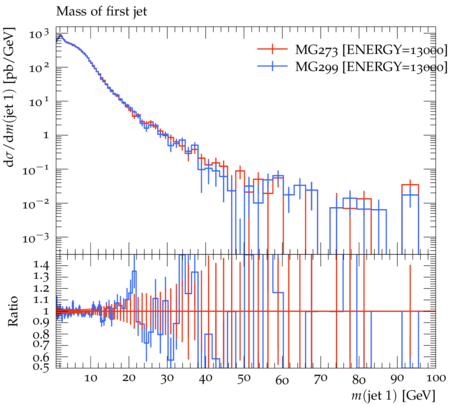 Mass of first jet
dσ/dm(jet 1) [pb/GeV]
MG273 [ENERGY=13000]
MG299 [ENERGY=13000]
10³
10²
10¹
1
10⁻¹
10⁻²
10⁻³
Ratio
1.4
1.3
1.2
1.1
1
0.9
0.8
0.7
0.6
0.5
10 20 30 40 50 60 70 80 90 100
m(jet 1) [GeV]